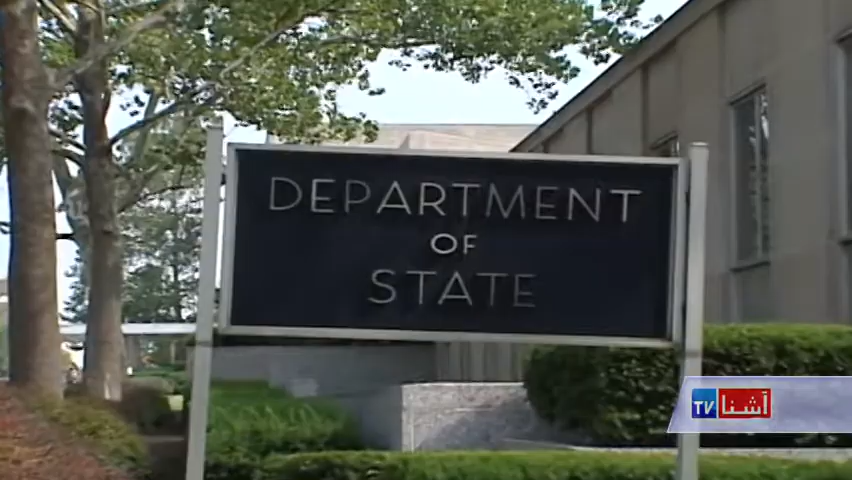 DEPARTMENT
OF
STATE
TV آشنا